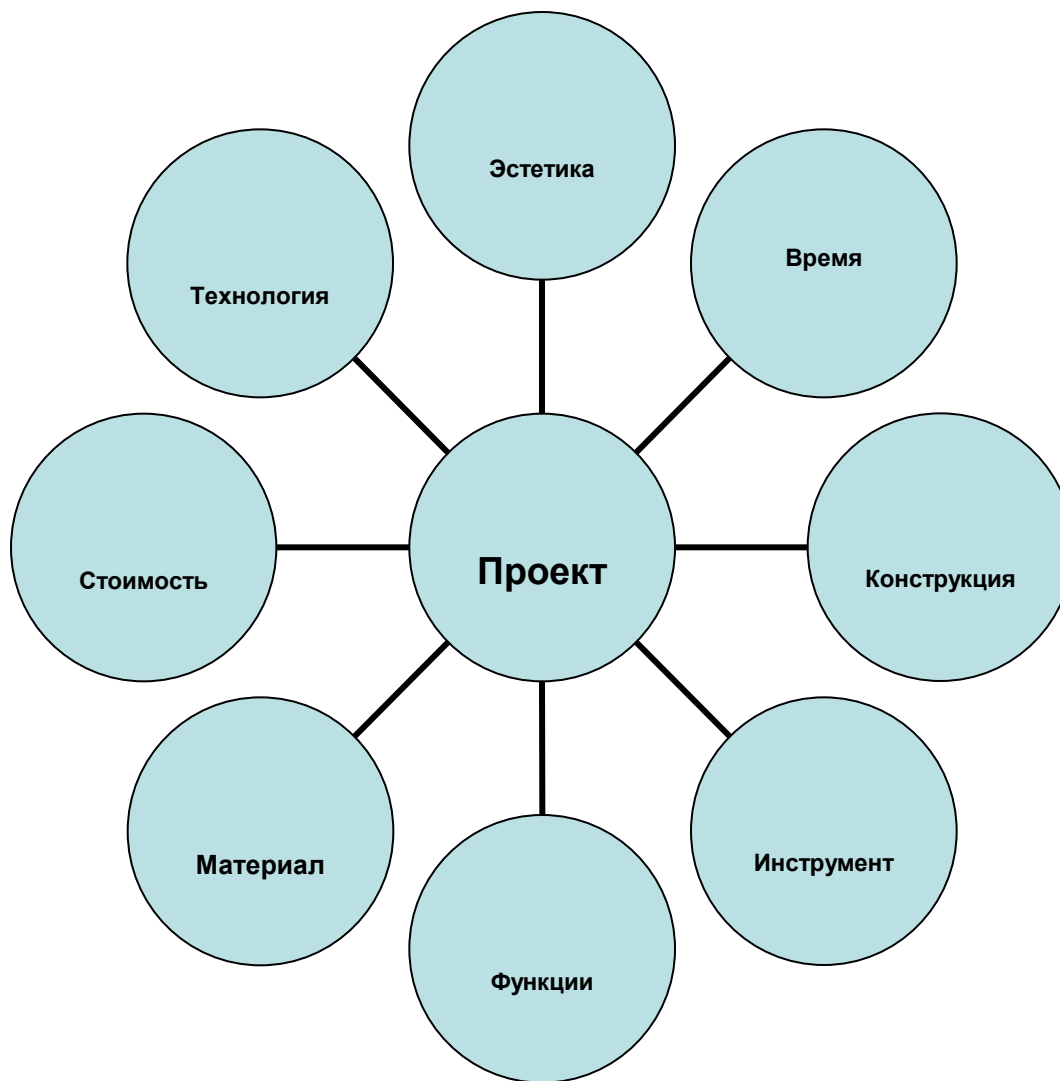 Эстетика
Время
Технология
Конструкция
Проект
Стоимость
Инструмент
Материал
Функции